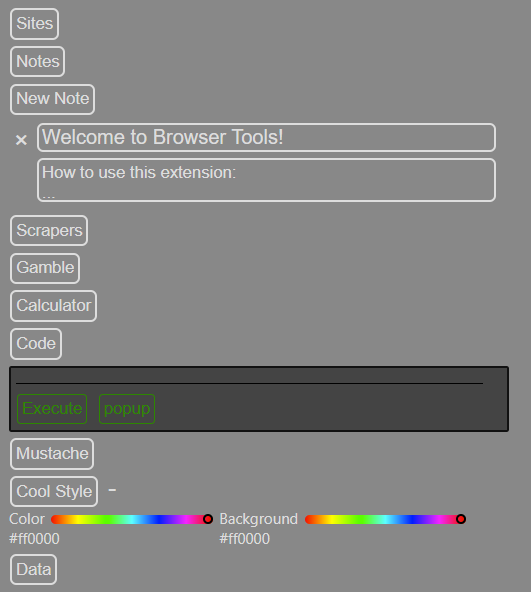 Sites
Notes
New Note
× Welcome to Browser Tools!
How to use this extension:
...
Scrapers
Gamble
Calculator
Code
Execute popup
Mustache
Cool Style -
Color Background
#ff0000 #ff0000
Data